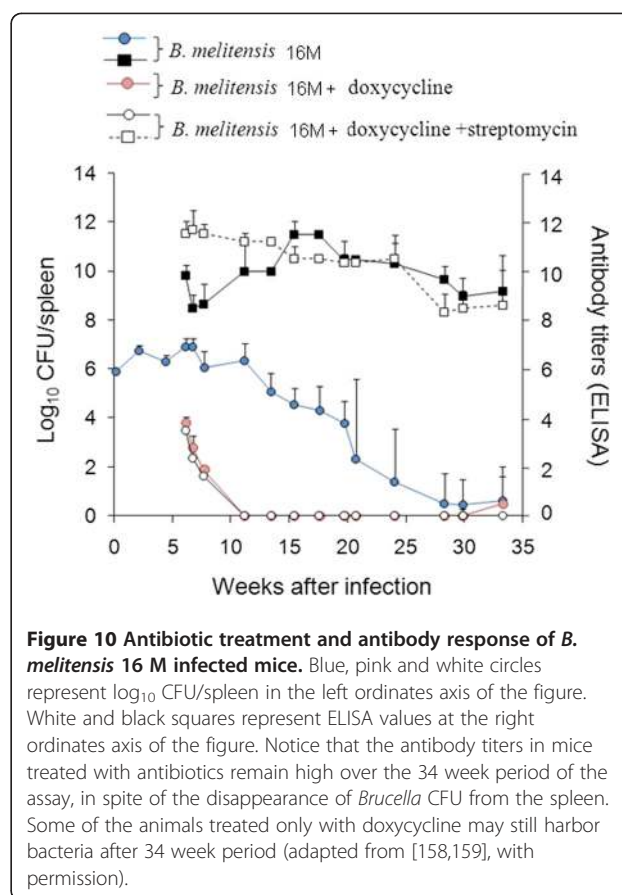 } B. melitensis 16M
} B. melitensis 16M + doxycycline
} B. melitensis 16M + doxycycline +streptomycin
14 14
12 12
10 10
8 8
6 6
4 4
2 2
0 0
Log10 CFU/spleen
Antibody titers (ELISA)
0 5 10 15 20 25 30 35
Weeks after infection
Figure 10 Antibiotic treatment and antibody response of B.
melitensis 16 M infected mice. Blue, pink and white circles
represent log10 CFU/spleen in the left ordinates axis of the figure.
White and black squares represent ELISA values at the right
ordinates axis of the figure. Notice that the antibody titers in mice
treated with antibiotics remain high over the 34 week period of the
assay, in spite of the disappearance of Brucella CFU from the spleen.
Some of the animals treated only with doxycycline may still harbor
bacteria after 34 week period (adapted from [158,159], with
permission).